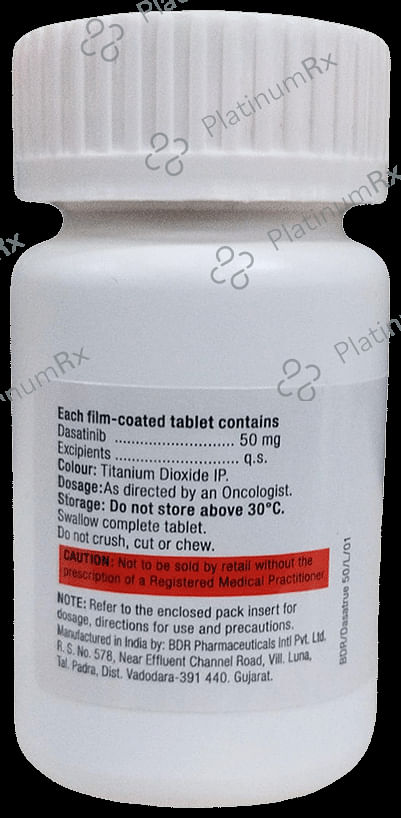 PlatinumRx
PlatinumRx
PlatinumRx
Rx
PlatinumRx
PlatinumRx
Each film-coated tablet contains
Dasatinib .......................... 50 mg
Excipients ........................... q.s.
Colour: Titanium Dioxide IP.
Dosage:As directed by an Oncologist.
Storage: Do not store above 30°C.
Swallow complete tablet.
Do not crush, cut or chew.
CAUTION: Not to be sold by retail without the
prescription of a Registered Medical Practitioner
NOTE: Refer to the enclosed pack insert for
dosage, directions for use and precautions.
Manufactured in India by: BDR Pharmaceuticals Intl Pvt. Ltd.
R. S. No. 578, Near Effluent Channel Road, Vill. Luna,
Tal. Padra, Dist. Vadodara-391 440. Gujarat.
BDR/Dasatrue 50/L/01